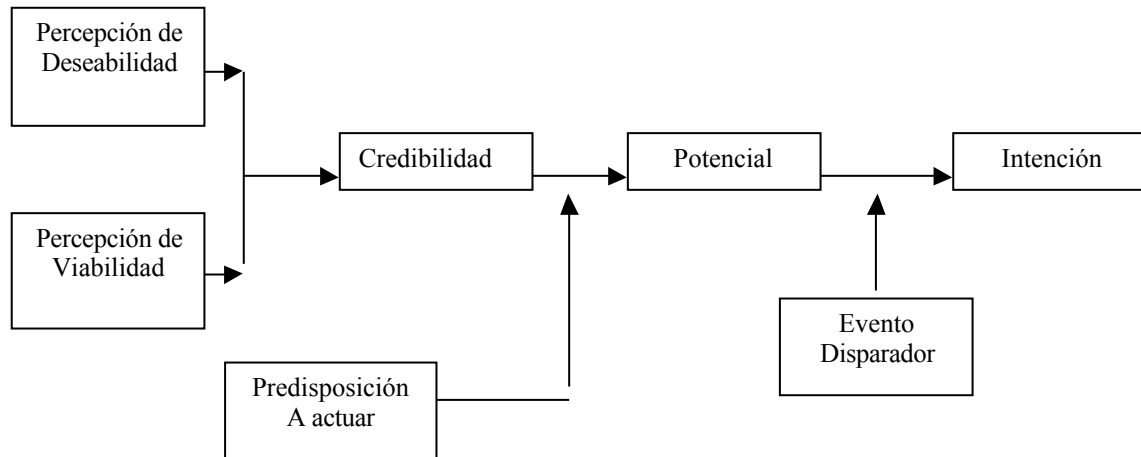 Percepción de
Deseabilidad
Credibilidad
Potencial
Intención
Percepción de
Viabilidad
Evento
Disparador
Predisposición
A actuar